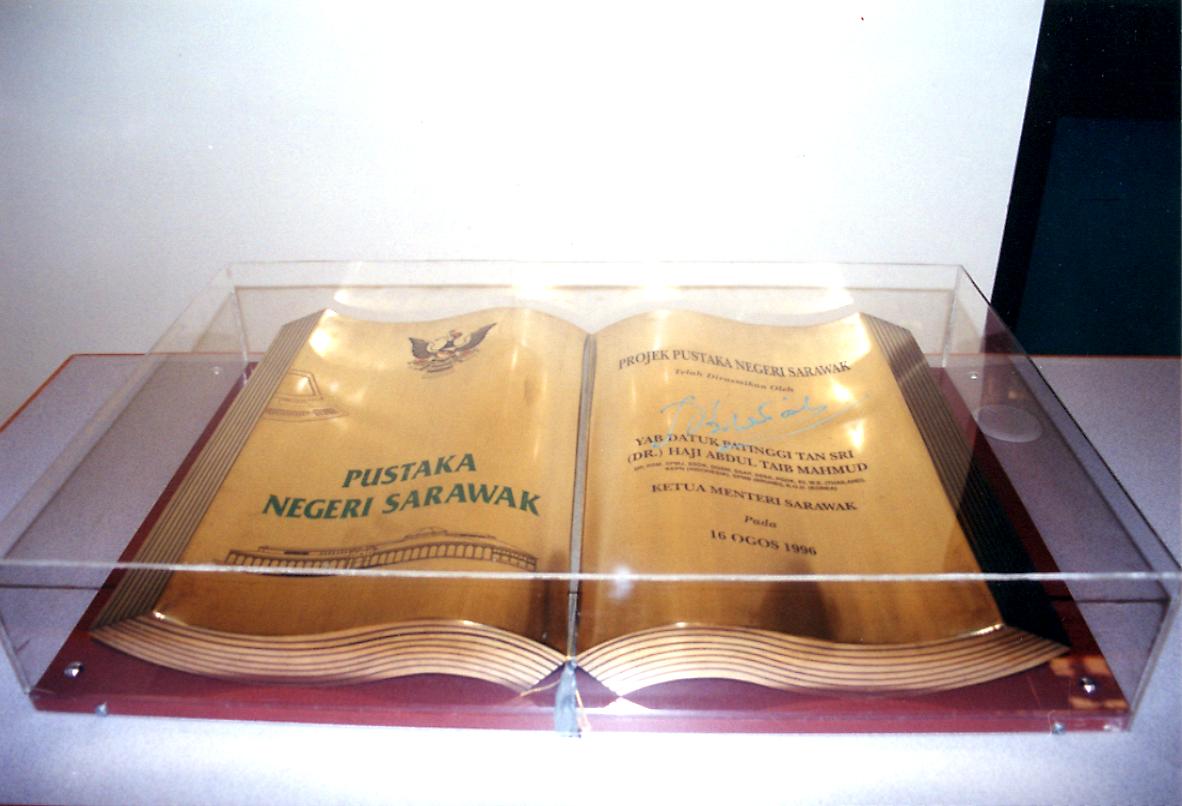 PUSTAKA
NEGERI SARAWAK
PROJEK PUSTAKA NEGERI SARAWAK
Telah Dirasmikan Oleh
YAB DATUK PATINGGI TAN SRI
(DR.) HAJI ABDUL TAIB MAHMUD
KETUA MENTERI SARAWAK
Pada
16 OGOS 1996